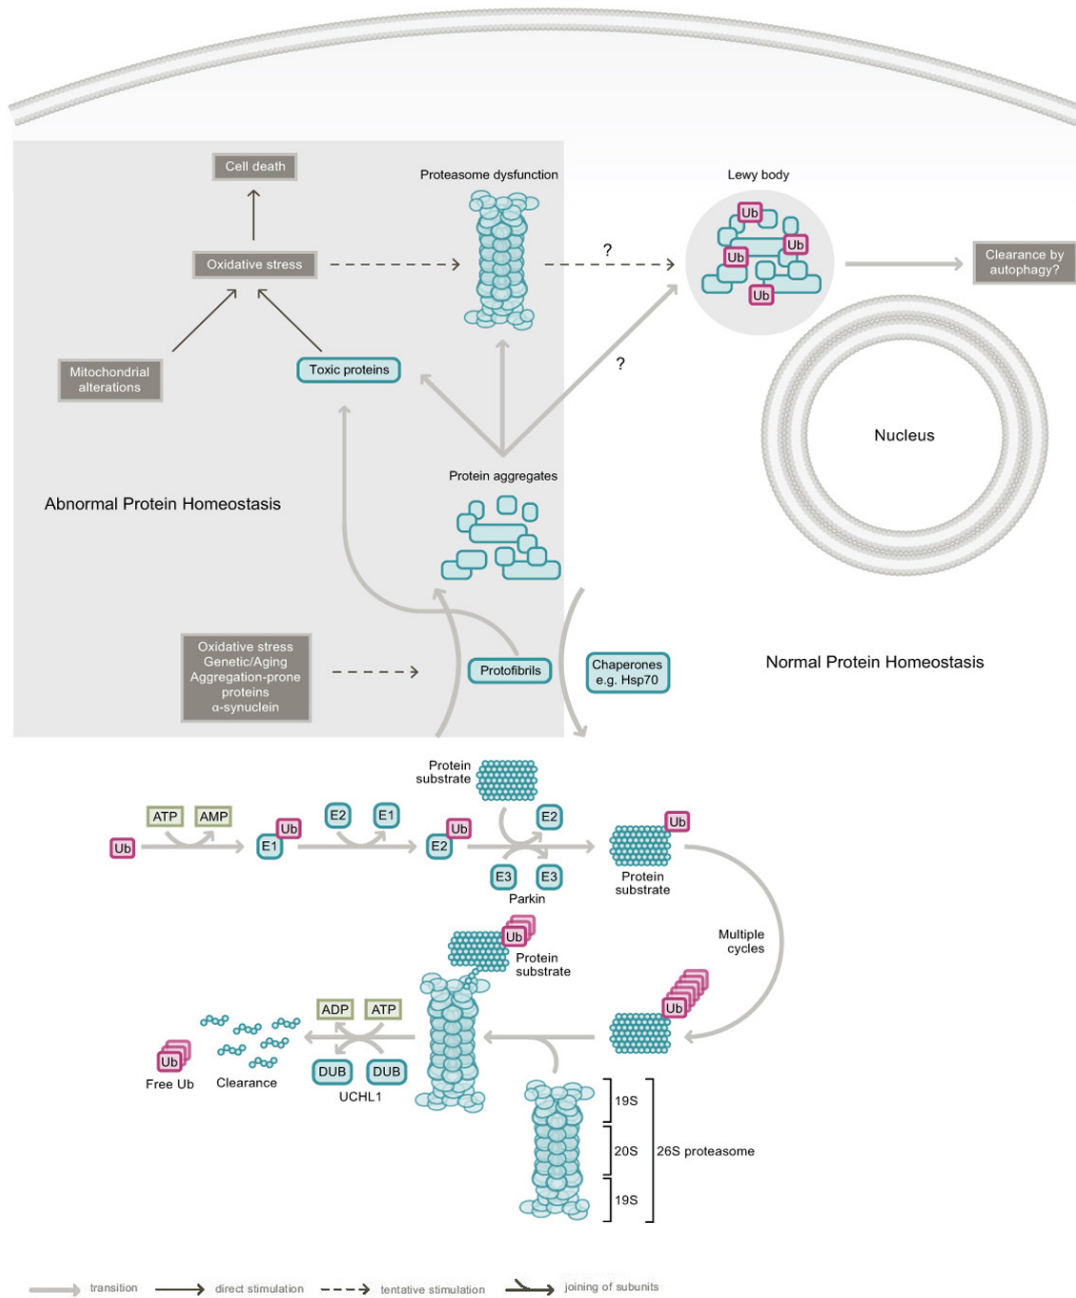 Cell death
Proteasome dysfunction
Lewy body
Ub
Ub
Ub
Ub
Oxidative stress
?
Clearance by
autophagy?
Mitochondrial
alterations
Toxic proteins
?
Nucleus
Protein aggregates
Abnormal Protein Homeostasis
Oxidative stress
Genetic/Aging
Aggregation-prone
proteins
α-synuclein
Protofibrils
Chaperones
e.g. Hsp70
Normal Protein Homeostasis
Protein
substrate
ATP
AMP
E2
E1
E2
Ub
Ub
E1
Ub
E2
Ub
E3
E3
Parkin
Protein
substrate
Multiple
cycles
Ub
Protein
substrate
Ub
ADP
ATP
DUB
DUB
UCHL1
Ub
Free Ub
Clearance
19S
20S
26S proteasome
19S
transition
direct stimulation
tentative stimulation
joining of subunits